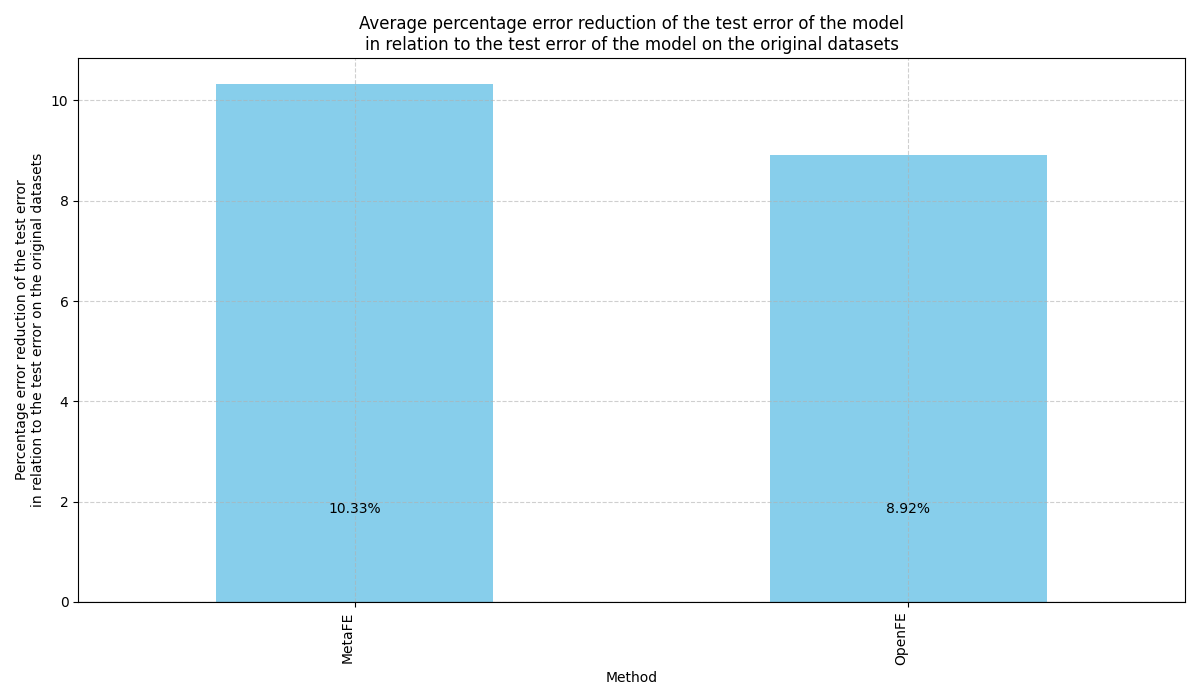 Average percentage error reduction of the test error of the model
in relation to the test error of the model on the original datasets
Percentage error reduction of the test error
in relation to the test error on the original datasets
10
8
6
4
2
0
10.33%
8.92%
MetaFE
OpenFE
Method